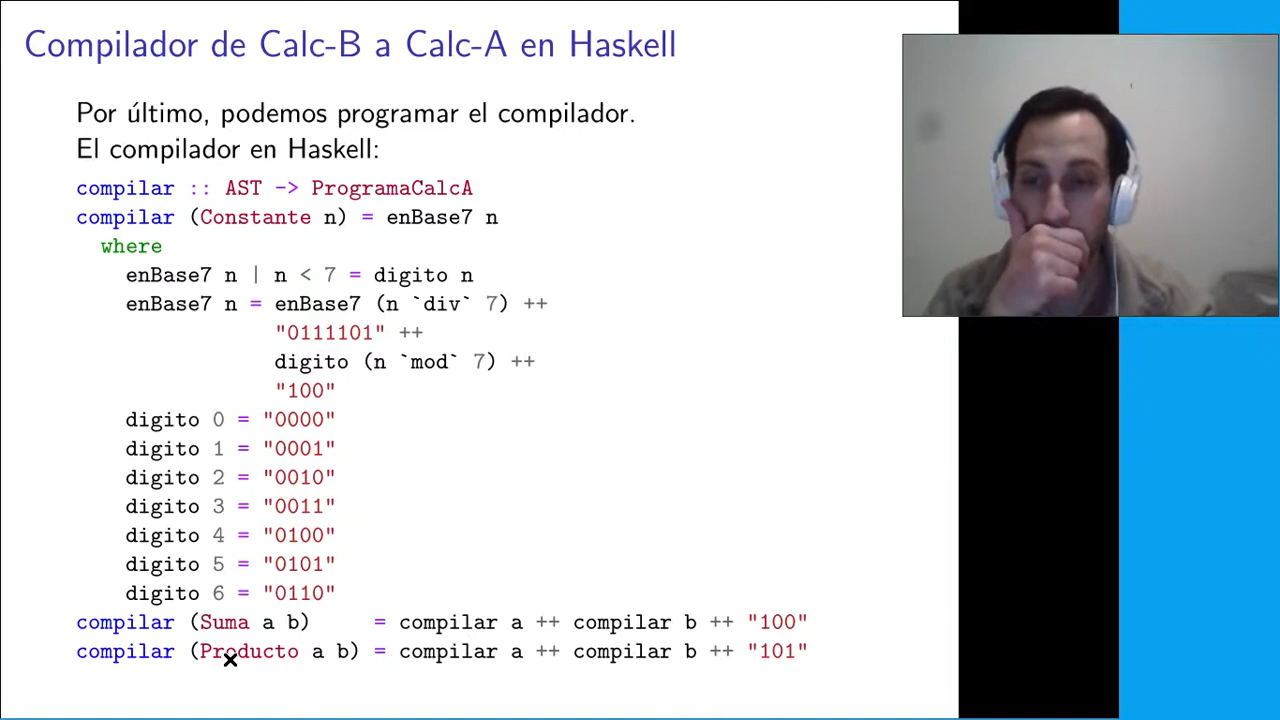 Compilador de Calc-B a Calc-A en Haskell
Por último, podemos programar el compilador.
El compilador en Haskell:
compilar :: AST -> ProgramaCalcA
compilar (Constante n) = enBase7 n
where
enBase7 n | n < 7 = digito n
enBase7 n = enBase7 (n `div` 7) ++
"0111101" ++
digito (n `mod` 7) ++
"100"
digito 0 = "0000"
digito 1 = "0001"
digito 2 = "0010"
digito 3 = "0011"
digito 4 = "0100"
digito 5 = "0101"
digito 6 = "0110"
compilar (Suma a b) = compilar a ++ compilar b ++ "100"
compilar (Producto a b) = compilar a ++ compilar b ++ "101"